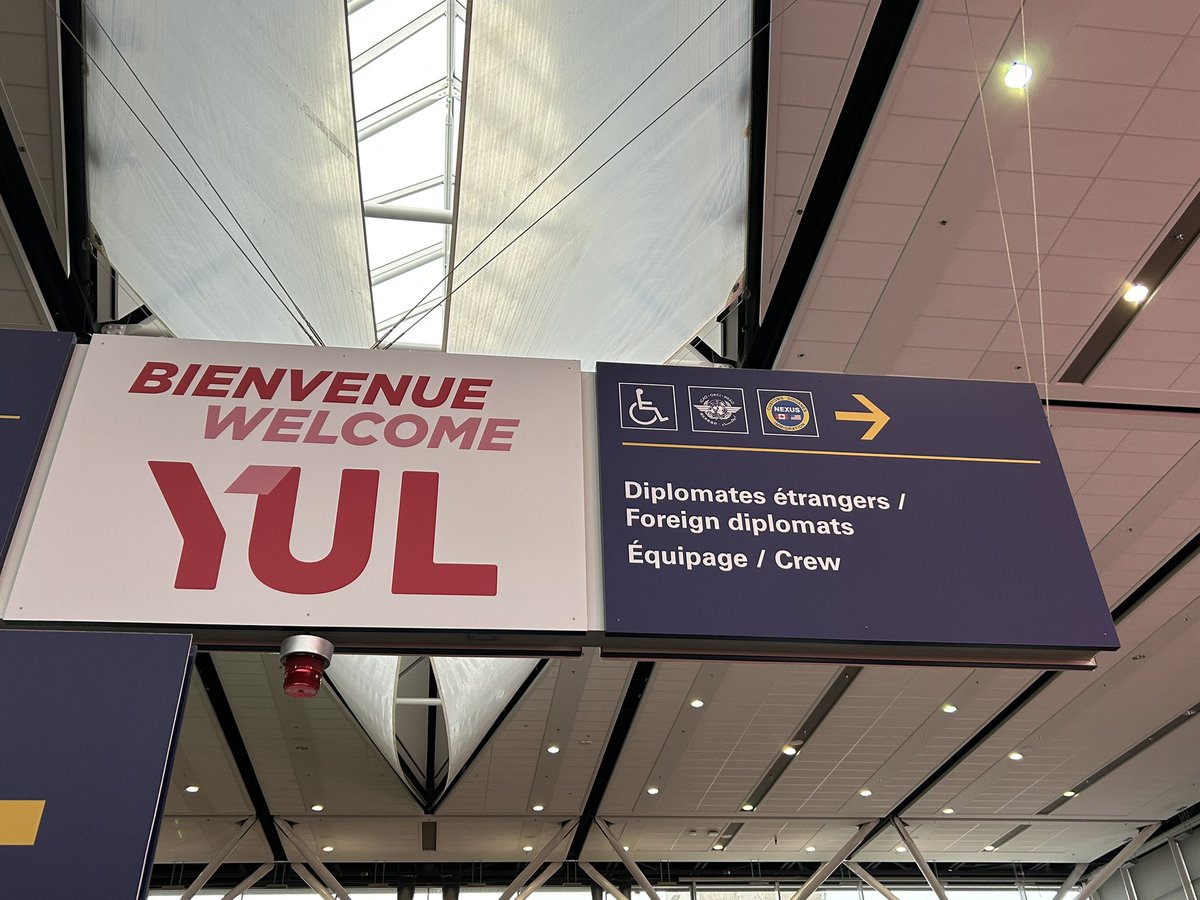 BIENVENUE
WELCOME
YUL
NEXUS
Diplomates étrangers /
Foreign diplomats
Équipage / Crew